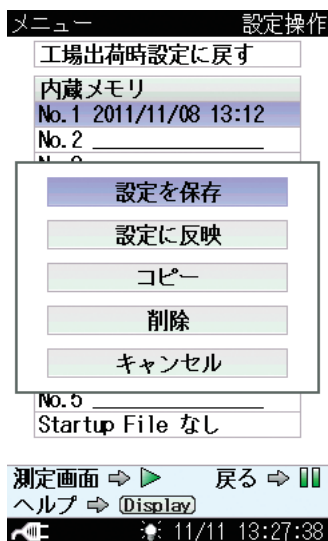 メニュー 設定操作
工場出荷時設定に戻す
内蔵メモリ
No.1 2011/11/08 13:12
No.2
設定を保存
設定に反映
コピー
削除
キャンセル
No.5
Startup File なし
測定画面 ⇨ ▷ 戻る ⇨ ▯▯
ヘルプ ⇨ Display
11/11 13:27:38